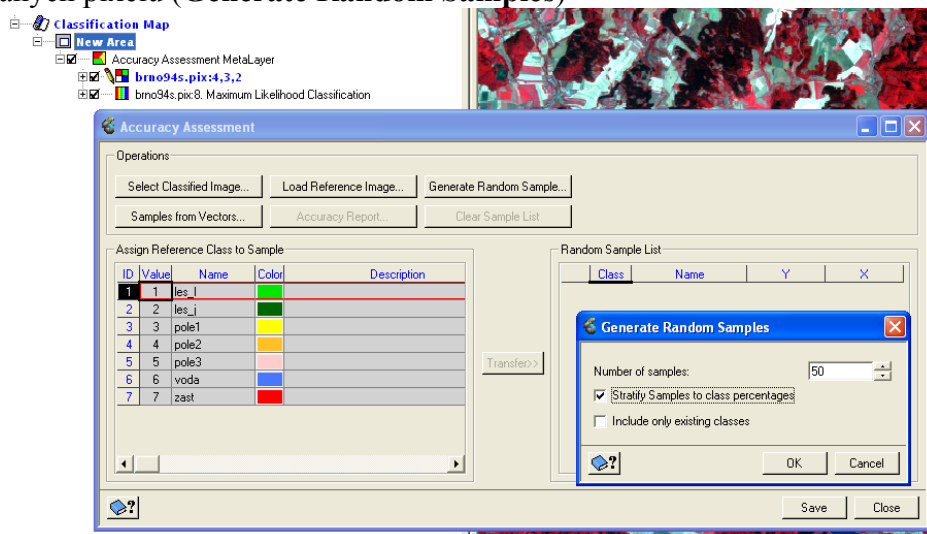 aných pixelů (Generate Random Samples)
Classification Map
New Area
Accuracy Assessment MetaLayer
brno94s.pix:4,3,2
brno94s.pix:8. Maximum Likelihood Classification
Accuracy Assessment
Operations
Select Classified Image... Load Reference Image... Generate Random Sample...
Samples from Vectors... Accuracy Report... Clear Sample List
Assign Reference Class to Sample
ID Value Name Color Description
1 1 les_l
2 2 les_j
3 3 pole1
4 4 pole2
5 5 pole3
6 6 voda
7 7 zast
Transfer>>
Random Sample List
Class Name Y X
Generate Random Samples
Number of samples: 50
Stratify Samples to class percentages
Include only existing classes
? OK Cancel
? Save Close